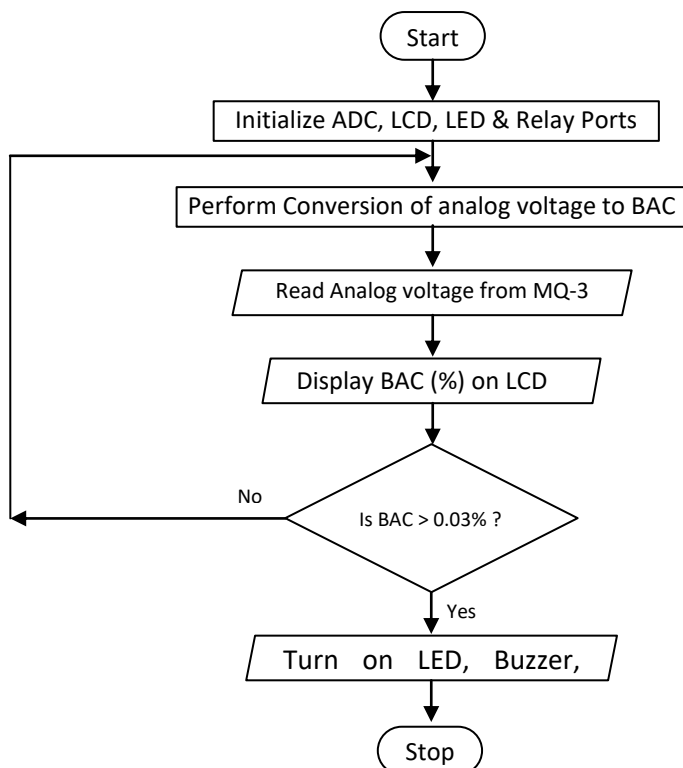 Start
Initialize ADC, LCD, LED & Relay Ports
Perform Conversion of analog voltage to BAC
Read Analog voltage from MQ-3
Display BAC (%) on LCD
No
Is BAC > 0.03% ?
Yes
Turn on LED, Buzzer,
Stop